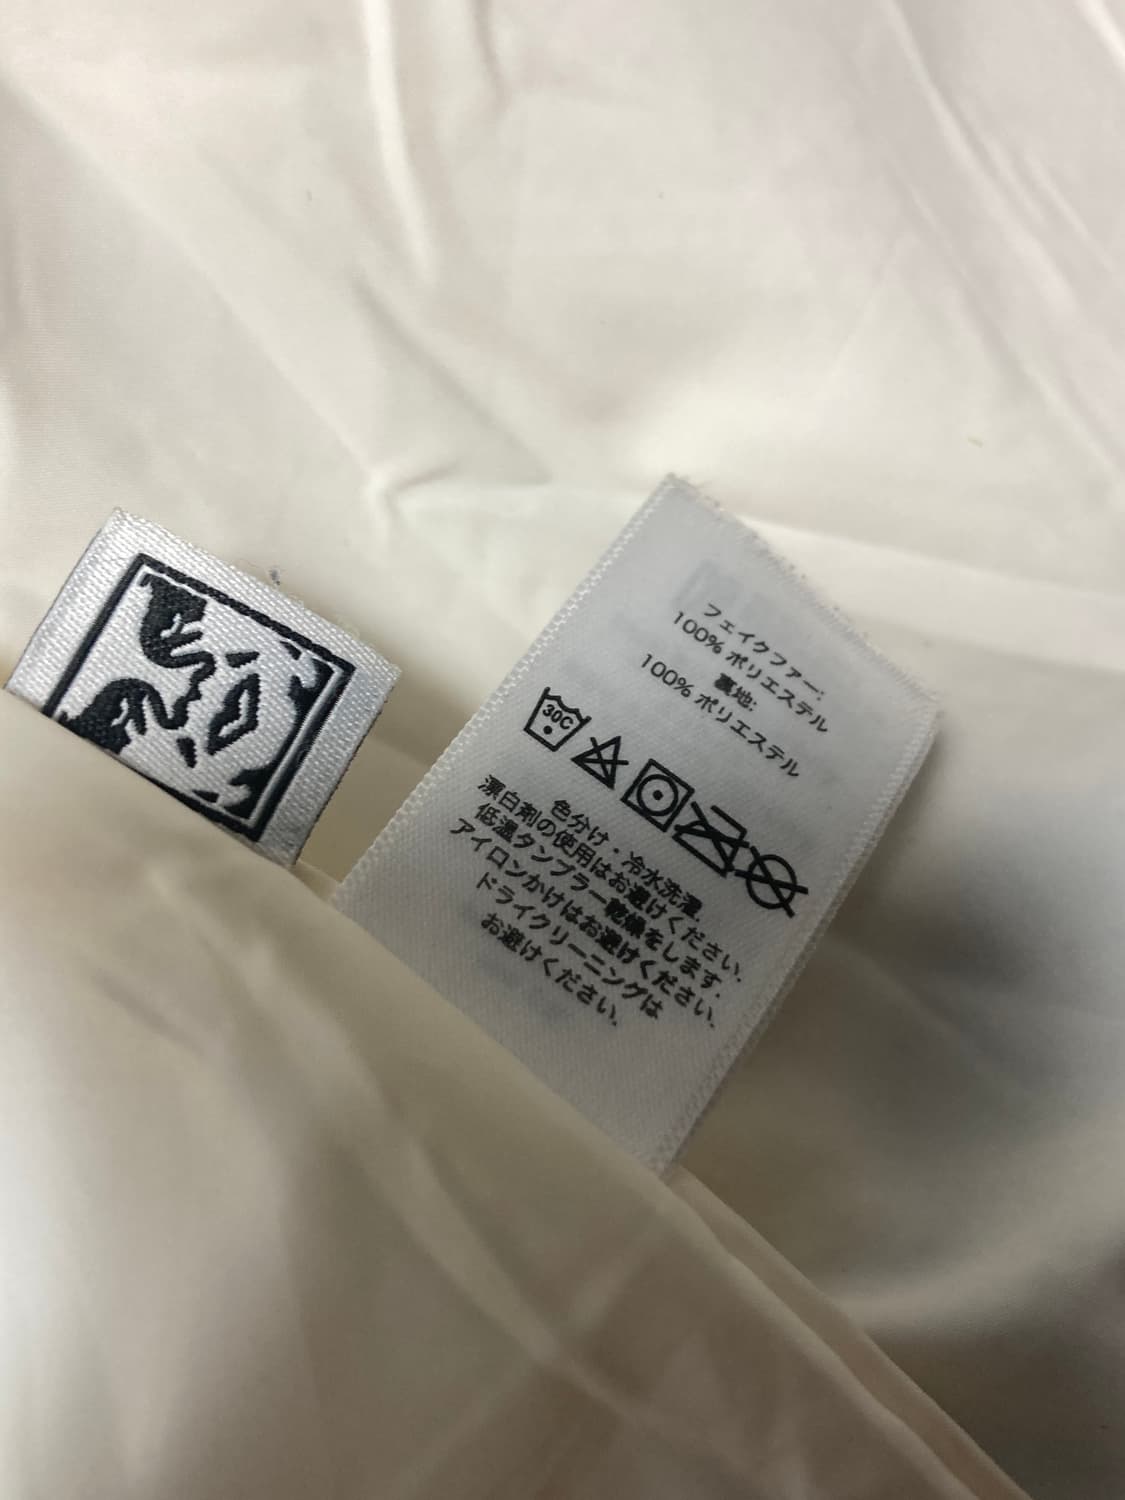 フェイクファー:
100% ポリエステル
裏地:
100% ポリエステル
30C
色分け・冷水洗濯.
漂白剤の使用はお避けください.
低温タンブラー乾燥をします.
アイロンかけはお避けください.
ドライクリーニングは
お避けください.